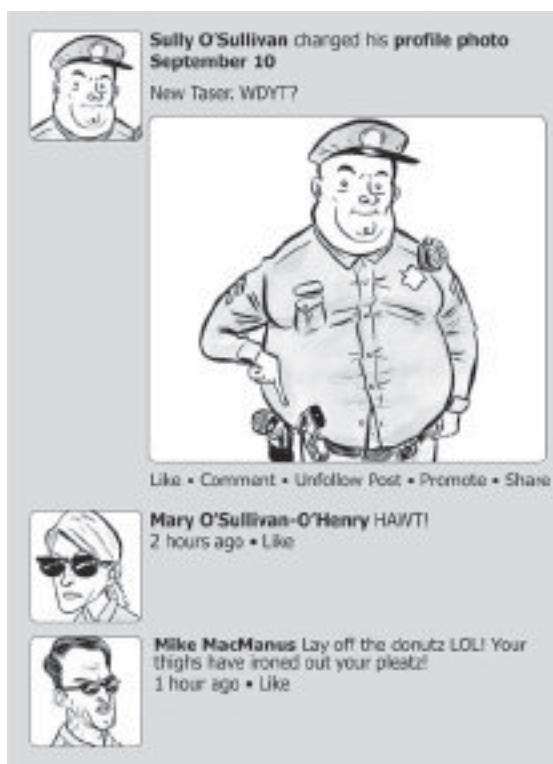 Sully O'Sullivan changed his profile photo
September 10
New Taser. WDYT?
Like • Comment • Unfollow Post • Promote • Share
Mary O'Sullivan-O'Henry HAWT!
2 hours ago • Like
Mike MacManus Lay off the donutz LOL! Your
thighs have ironed out your pleatz!
1 hour ago • Like